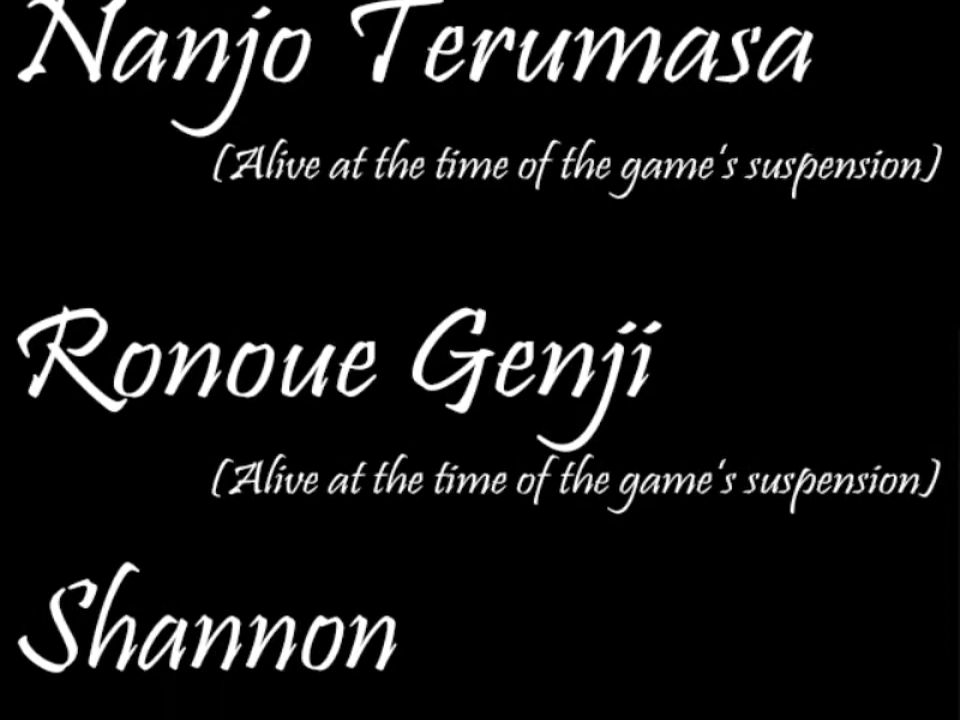 Nanjo Terumasa
(Alive at the time of the game's suspension)
Ronoue Genji
(Alive at the time of the game's suspension)
Shannon